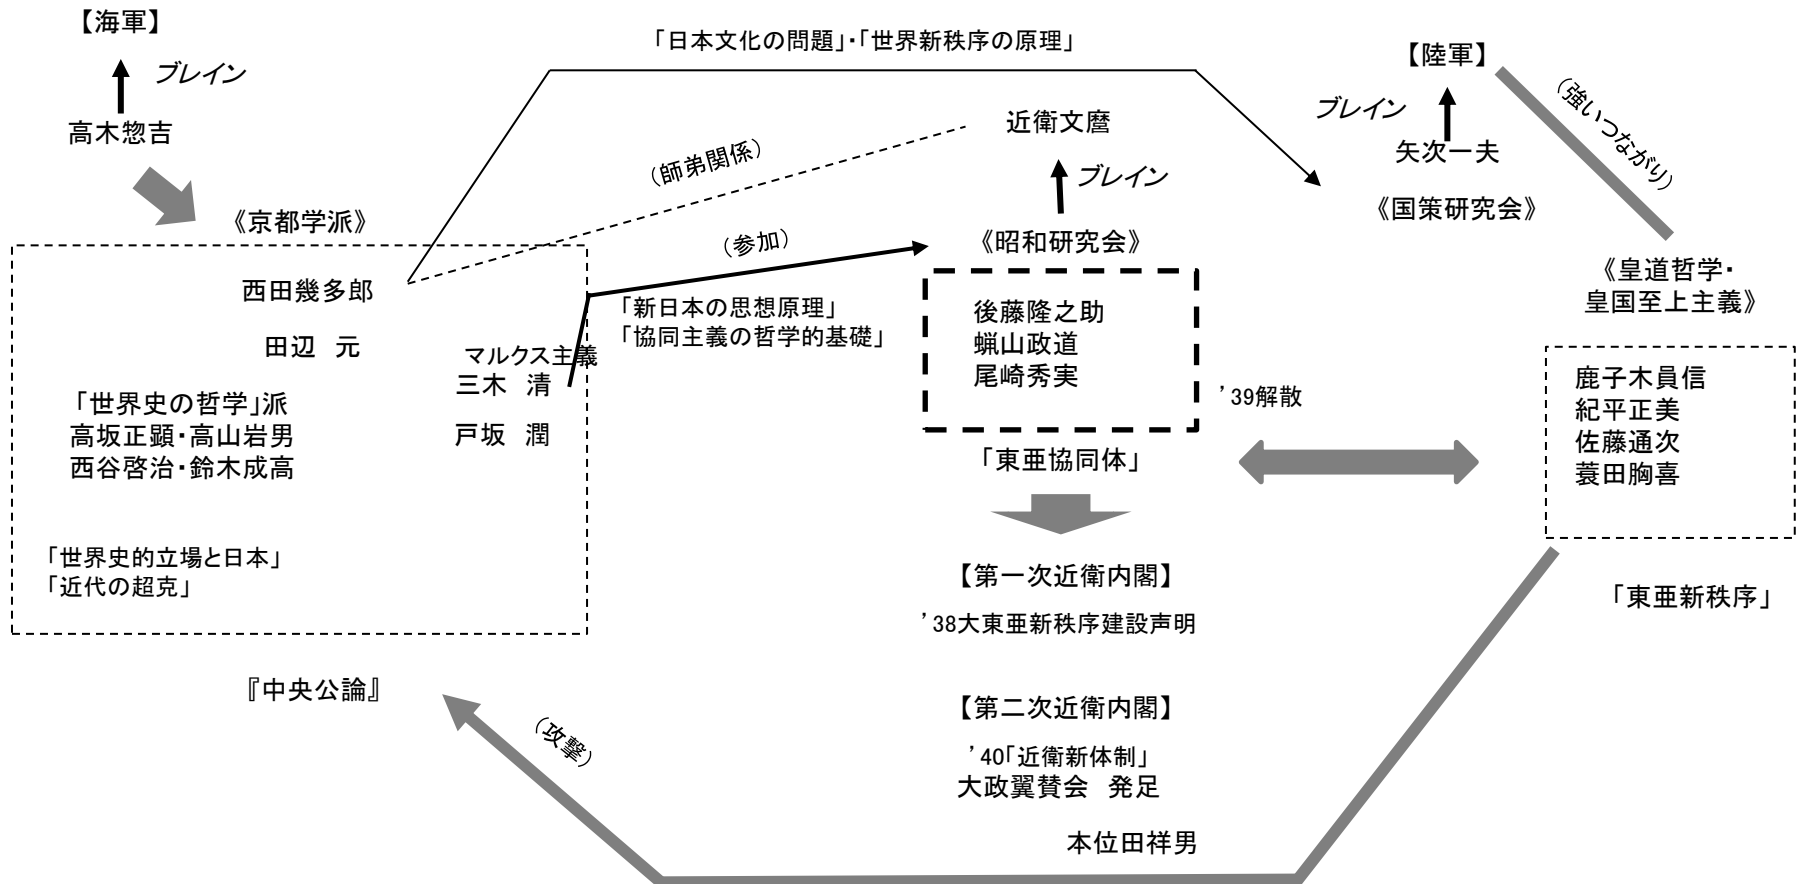 【海軍】
ブレイン
高木惣吉
《京都学派》
西田幾多郎
田辺　元
マルクス主義
三木　清
戸坂　潤
「世界史の哲学」派
高坂正顕・高山岩男
西谷啓治・鈴木成高
「世界史的立場と日本」
「近代の超克」
『中央公論』
「日本文化の問題」・「世界新秩序の原理」
（師弟関係）
（参加）
「新日本の思想原理」
「協同主義の哲学的基礎」
近衛文麿
ブレイン
《昭和研究会》
後藤隆之助
蝋山政道
尾崎秀実
’39解散
「東亜協同体」
【第一次近衛内閣】
’38大東亜新秩序建設声明
【第二次近衛内閣】
’40「近衛新体制」
大政翼賛会　発足
本位田祥男
（攻撃）
【陸軍】
ブレイン
矢次一夫
《国策研究会》
（強いつながり）
《皇道哲学・
皇国至上主義》
鹿子木員信
紀平正美
佐藤通次
蓑田胸喜
「東亜新秩序」